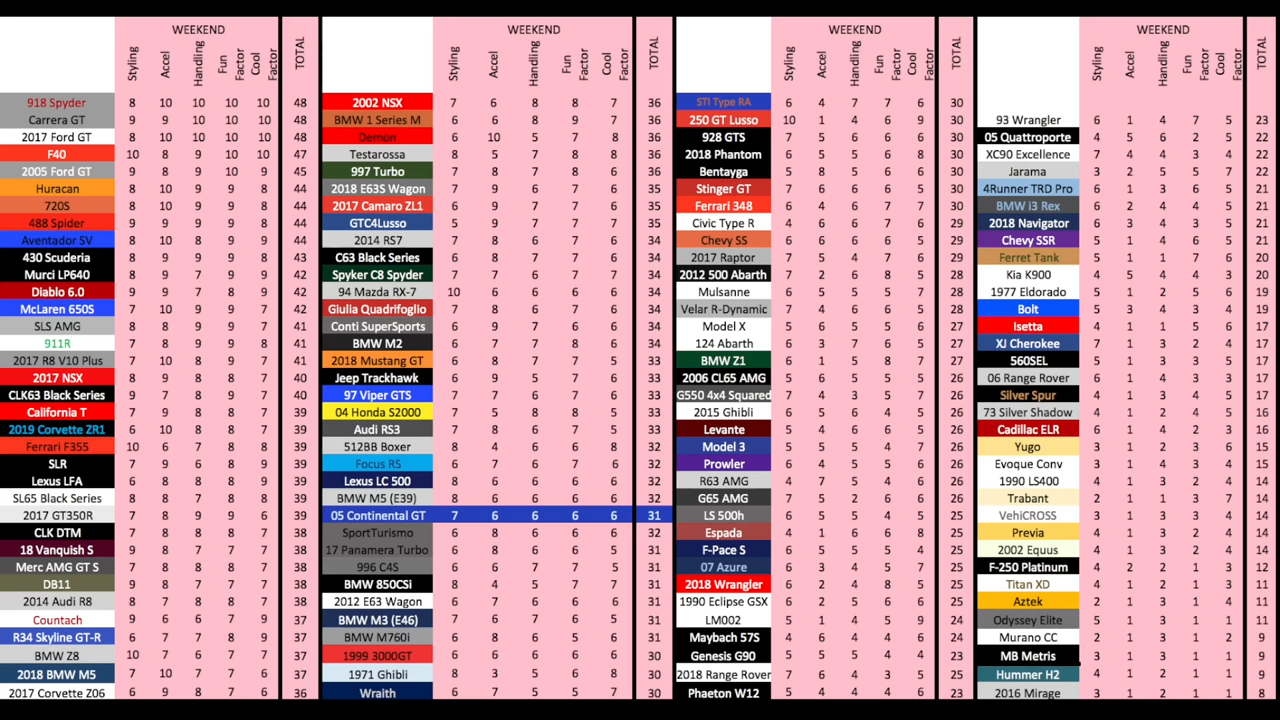 WEEKEND
Styling Accel Handling Fun Factor Cool Factor TOTAL
918 Spyder 8 10 10 10 10 48
Carrera GT 9 9 10 10 10 48
2017 Ford GT 8 10 10 10 10 48
F40 10 8 9 10 10 47
2005 Ford GT 9 8 9 10 9 45
Huracan 8 10 9 9 8 44
720S 8 10 9 9 8 44
488 Spider 9 9 9 8 9 44
Aventador SV 8 10 8 9 9 44
430 Scuderia 8 8 9 9 9 43
Murci LP640 8 9 7 9 9 42
Diablo 6.0 9 9 7 8 9 42
McLaren 650S 7 10 9 8 8 42
SLS AMG 8 8 9 8 8 41
911R 7 8 9 9 8 41
2017 R8 V10 Plus 7 10 8 9 7 41
2017 NSX 8 9 8 8 7 40
CLK63 Black Series 7 8 8 9 8 40
California T 7 9 8 8 7 39
2019 Corvette ZR1 6 10 8 8 7 39
Ferrari F355 10 6 7 8 8 39
SLR 7 9 6 8 9 39
Lexus LFA 6 8 8 8 9 39
SL65 Black Series 8 8 8 8 7 39
2017 GT350R 7 8 9 9 6 39
CLK DTM 7 8 8 7 8 38
18 Vanquish S 9 8 7 7 7 38
Merc AMG GT S 7 8 8 8 7 38
DB11 9 8 7 7 7 38
2014 Audi R8 8 7 8 8 7 38
Countach 9 6 6 7 9 37
R34 Skyline GT-R 6 7 7 8 9 37
BMW Z8 10 7 6 7 7 37
2018 BMW M5 7 10 7 7 6 37
2017 Corvette Z06 6 9 8 7 6 36
WEEKEND
Styling Accel Handling Fun Factor Cool Factor TOTAL
2002 NSX 7 6 8 8 7 36
BMW 1 Series M 6 7 8 8 7 36
Demon 6 10 5 7 8 36
Testarossa 8 5 7 8 8 36
997 Turbo 6 8 8 7 7 36
2018 E63S Wagon 7 9 6 7 6 35
2017 Camaro ZL1 6 9 7 7 6 35
GTC4Lusso 5 9 7 7 7 35
2014 RS7 7 8 6 7 6 34
C63 Black Series 6 8 7 7 6 34
Spyker C8 Spyder 7 7 6 7 7 34
94 Mazda RX-7 10 5 7 6 6 34
Giulia Quadrifoglio 7 8 6 7 6 34
Conti SuperSports 6 9 7 6 6 34
BMW M2 6 7 7 8 6 34
2018 Mustang GT 6 8 6 7 6 33
Jeep Trackhawk 6 9 5 7 6 33
97 Viper GTS 6 6 7 7 7 33
04 Honda S2000 7 5 8 8 5 33
Audi RS3 7 8 6 7 5 33
512BB Boxer 8 4 6 6 8 32
Focus RS 6 7 7 7 5 32
Lexus LC 500 8 6 6 6 6 32
BMW M5 (E39) 8 6 6 6 6 32
05 Continental GT 7 6 6 6 6 31
SportTurismo 6 8 6 6 6 32
17 Panamera Turbo 6 8 6 6 5 31
996 C4S 6 6 7 7 5 31
BMW 850CSi 8 4 5 7 7 31
2012 E63 Wagon 6 7 6 6 6 31
BMW M3 (E46) 6 6 7 6 6 31
BMW M760i 6 8 6 5 6 31
1999 3000GT 6 6 6 6 6 30
1971 Ghibli 8 3 5 6 8 30
Wraith 6 7 5 5 7 30
WEEKEND
Styling Accel Handling Fun Factor Cool Factor TOTAL
STI Type RA 6 4 7 7 6 30
250 GT Lusso 10 1 4 6 9 30
928 GTS 7 5 5 6 7 30
2018 Phantom 6 5 5 6 8 30
Bentayga 5 8 5 6 6 30
Stinger GT 6 6 6 7 5 30
Ferrari 348 6 5 6 7 6 30
Civic Type R 4 6 7 7 5 29
Chevy SS 4 6 6 6 7 29
2017 Raptor 7 5 4 7 6 29
2012 500 Abarth 7 2 6 8 5 28
Mulsanne 7 5 5 5 6 28
Velar R-Dynamic 7 4 5 6 6 28
Model X 5 6 6 5 5 27
124 Abarth 6 3 7 6 5 27
BMW Z1 6 1 5 8 7 27
2006 CL65 AMG 5 6 5 5 5 26
G550 4x4 Squared 7 4 3 6 6 26
2015 Ghibli 6 5 5 4 6 26
Levante 5 5 5 5 6 26
Model 3 5 6 5 5 5 26
Prowler 6 4 5 5 6 26
R63 AMG 4 7 5 4 6 26
G65 AMG 7 5 2 6 6 26
LS 500h 5 5 5 5 5 25
Espada 4 1 6 6 8 25
F-Pace S 6 5 5 5 4 25
07 Azure 7 5 4 4 5 25
2018 Wrangler 6 2 4 8 5 25
1990 Eclipse GSX 6 2 5 6 6 25
LM002 5 1 4 5 9 24
Maybach 57S 4 6 4 4 6 24
Genesis G90 5 5 5 4 4 23
2018 Range Rover 7 6 4 3 5 25
Phaeton W12 5 4 4 4 6 23
WEEKEND
Styling Accel Handling Fun Factor Cool Factor TOTAL
93 Wrangler 6 1 4 7 5 23
05 Quattroporte 4 5 6 2 5 22
XC90 Excellence 7 4 4 3 4 22
Jarama 3 2 5 5 7 22
4Runner TRD Pro 6 1 4 6 5 21
BMW i3 Rex 6 2 4 4 5 21
2018 Navigator 6 3 3 4 5 21
Chevy SSR 5 1 4 6 5 21
Ferret Tank 5 1 1 7 6 20
Kia K900 4 5 4 4 3 20
1977 Eldorado 5 1 2 5 6 19
Bolt 4 3 4 5 3 19
Isetta 4 1 1 5 6 17
XJ Cherokee 4 1 3 5 4 17
560SEL 5 1 3 3 5 17
06 Range Rover 6 1 3 3 4 17
Silver Spur 5 1 2 3 6 17
73 Silver Shadow 4 1 2 3 6 16
Cadillac ELR 6 1 3 2 4 16
Yugo 3 1 2 3 6 15
Evoque Conv 3 1 4 3 4 15
1990 LS400 4 1 3 2 4 14
Trabant 3 1 1 2 7 14
VehiCROSS 3 1 3 3 4 14
Previa 4 1 2 3 4 14
2002 Equus 4 1 3 2 4 14
F-250 Platinum 4 2 1 2 3 12
Titan XD 4 2 1 1 3 11
Aztek 2 1 3 1 4 11
Odyssey Elite 2 1 3 1 4 11
Murano CC 2 1 3 1 2 9
MB Metris 3 1 3 1 1 9
Hummer H2 4 1 1 1 2 9
2016 Mirage 3 1 2 1 1 8